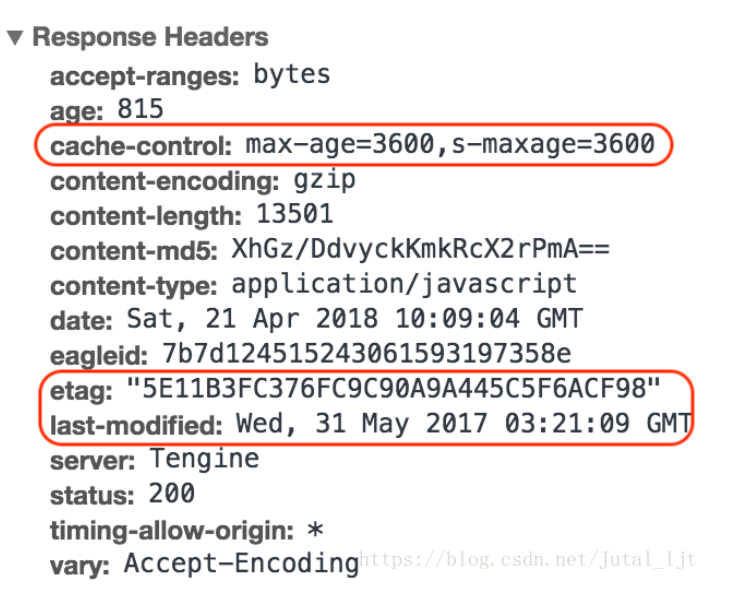 ▼ Response Headers
accept-ranges: bytes
age: 815
cache-control: max-age=3600,s-maxage=3600
content-encoding: gzip
content-length: 13501
content-md5: XhGz/DdvyckKmkRcX2rPmA==
content-type: application/javascript
date: Sat, 21 Apr 2018 10:09:04 GMT
eagleid: 7b7d124515243061593197358e
etag: "5E11B3FC376FC9C90A9A445C5F6ACF98"
last-modified: Wed, 31 May 2017 03:21:09 GMT
server: Tengine
status: 200
timing-allow-origin: *
vary: Accept-Encoding
https://blog.csdn.net/Jutal_ljt